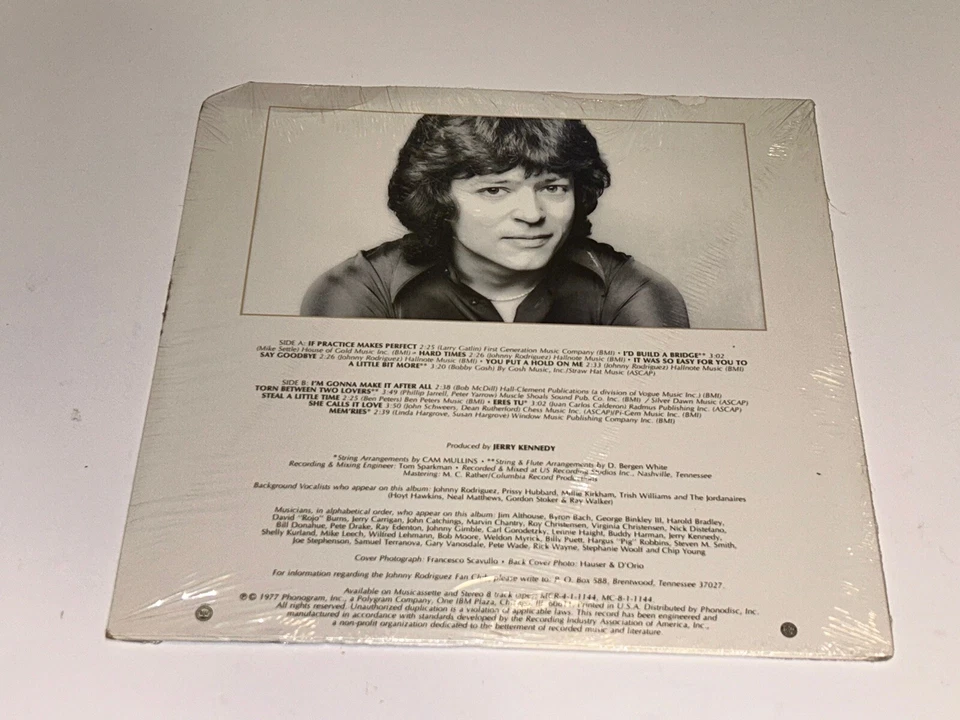 SIDE A: IF PRACTICE MAKES PERFECT 2:25 (Larry Gatlin) First Generation Music Company (BMI) • I'D BUILD A BRIDGE** 3:02
(Mike Settle) House of Gold Music Inc. (BMI) • HARD TIMES 2:26 (Johnny Rodriguez) Hallnote Music (BMI) • IT WAS SO EASY FOR YOU TO
SAY GOODBYE 2:26 (Johnny Rodriguez) Hallnote Music (BMI) • YOU PUT A HOLD ON ME 2:33 (Johnny Rodriguez) Hallnote Music (BMI)
A LITTLE BIT MORE** 3:20 (Bobby Gosh) By Gosh Music, Inc./Straw Hat Music (ASCAP)
SIDE B: I'M GONNA MAKE IT AFTER ALL 2:38 (Bob McDill) Hall-Clement Publications (a division of Vogue Music Inc.) (BMI)
TORN BETWEEN TWO LOVERS** 3:49 (Phillip Jarrell, Peter Yarrow) Muscle Shoals Sound Pub. Co. Inc. (BMI) / Silver Dawn Music (ASCAP)
STEAL A LITTLE TIME 2:25 (Ben Peters) Ben Peters Music (BMI) • ERES TU* 3:02 (Juan Carlos Calderon) Radmus Publishing Inc. (ASCAP)
SHE CALLS IT LOVE 3:50 (John Schweers, Dean Rutherford) Chess Music Inc. (ASCAP)/Pi-Gem Music Inc. (BMI)
MEM'RIES* 2:39 (Linda Hargrove, Susan Hargrove) Window Music Publishing Company Inc. (BMI)
Produced by JERRY KENNEDY
*String Arrangements by CAM MULLINS • **String & Flute Arrangements by D. Bergen White
Recording & Mixing Engineer: Tom Sparkman • Recorded & Mixed at US Recording Studios Inc., Nashville, Tennessee
Mastering: M. C. Rather/Columbia Record Productions
Background Vocalists who appear on this album: Johnny Rodriguez, Prissy Hubbard, Millie Kirkham, Trish Williams and The Jordanaires
(Hoyt Hawkins, Neal Matthews, Gordon Stoker & Ray Walker)
Musicians, in alphabetical order, who appear on this album: Jim Althouse, Byron Bach, George Binkley III, Harold Bradley,
David "Rojo" Burns, Jerry Carrigan, John Catchings, Marvin Chantry, Roy Christensen, Virginia Christensen, Nick Distefano,
Bill Donahue, Pete Drake, Ray Edenton, Johnny Gimble, Carl Gorodetzky, Lennie Haight, Buddy Harman, Jerry Kennedy,
Shelly Kurland, Mike Leech, Wilfred Lehmann, Bob Moore, Weldon Myrick, Billy Puett, Hargus "Pig" Robbins, Steven M. Smith,
Joe Stephenson, Samuel Terranova, Gary Vanosdale, Pete Wade, Rick Wayne, Stephanie Woolf and Chip Young
Cover Photograph: Francesco Scavullo • Back Cover Photo: Hauser & D'Orio
For information regarding the Johnny Rodriguez Fan Club please write to: P. O. Box 588, Brentwood, Tennessee 37027.
Available on Musicassette and Stereo 8 track tapes: MCR-4-1-1144, MC-8-1-1144.
℗ © 1977 Phonogram, Inc., a Polygram Company. One IBM Plaza, Printed in U.S.A. Distributed by Phonodisc, Inc.
All rights reserved. Unauthorized duplication is a violation of applicable laws. This record has been engineered and
manufactured in accordance with standards developed by the Recording Industry Association of America, Inc.,
a non-profit organization dedicated to the betterment of recorded music and literature.